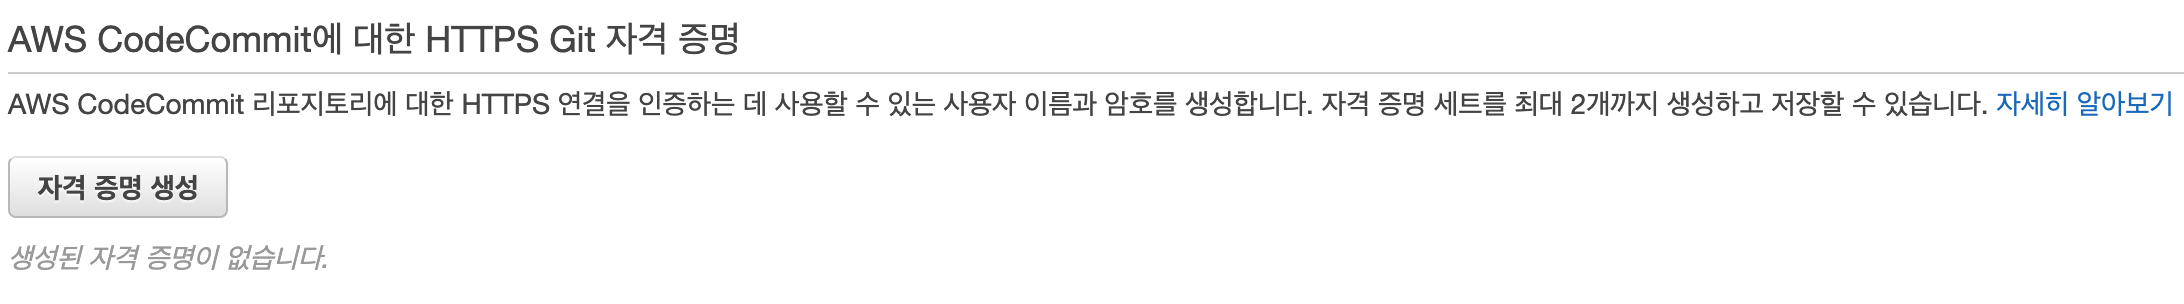 AWS CodeCommit에 대한 HTTPS Git 자격 증명
AWS CodeCommit 리포지토리에 대한 HTTPS 연결을 인증하는 데 사용할 수 있는 사용자 이름과 암호를 생성합니다. 자격 증명 세트를 최대 2개까지 생성하고 저장할 수 있습니다. 자세히 알아보기
자격 증명 생성
생성된 자격 증명이 없습니다.